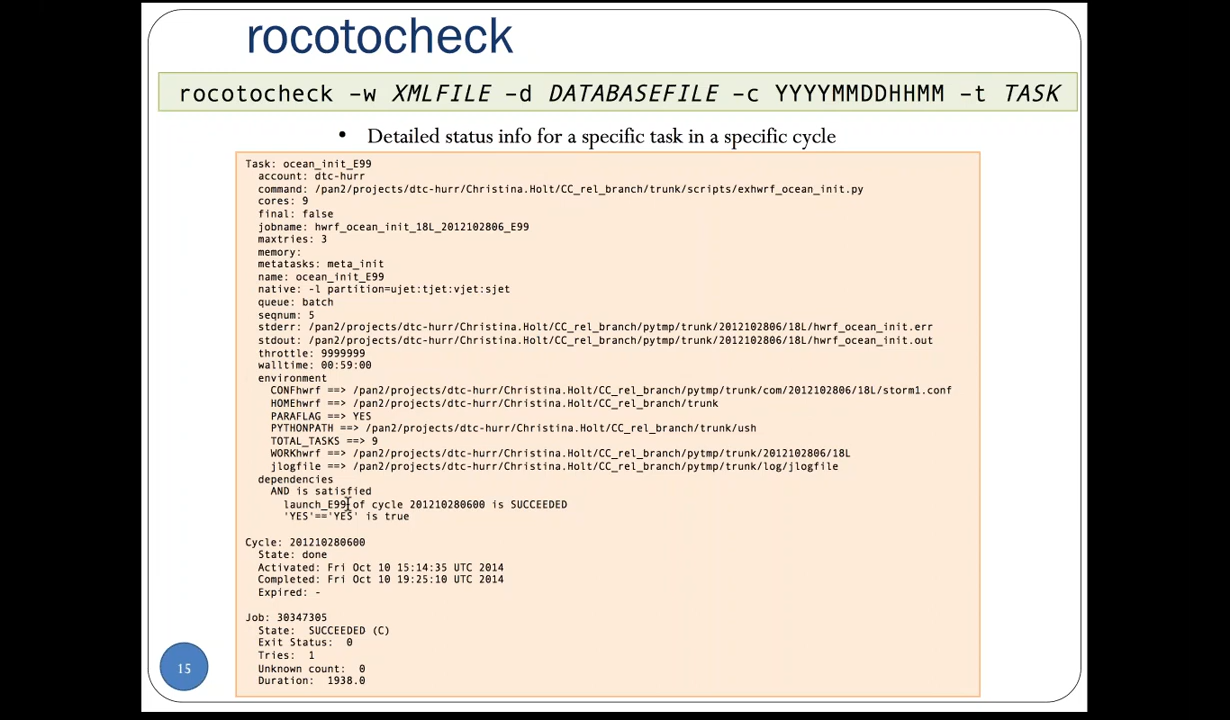 rocotocheck
rocotocheck –w XMLFILE –d DATABASEFILE –c YYYYMMDDHHMM –t TASK
• Detailed status info for a specific task in a specific cycle
Task: ocean_init_E99
account: dtc-hurr
command: /pan2/projects/dtc-hurr/Christina.Holt/CC_rel_branch/trunk/scripts/exhwrf_ocean_init.py
cores: 9
final: false
jobname: hwrf_ocean_init_18L_2012102806_E99
maxtries: 3
memory:
metatasks: meta_init
name: ocean_init_E99
native: -l partition=ujet:tjet:vjet:sjet
queue: batch
seqnum: 5
stderr: /pan2/projects/dtc-hurr/Christina.Holt/CC_rel_branch/pytmp/trunk/2012102806/18L/hwrf_ocean_init.err
stdout: /pan2/projects/dtc-hurr/Christina.Holt/CC_rel_branch/pytmp/trunk/2012102806/18L/hwrf_ocean_init.out
throttle: 9999999
walltime: 00:59:00
environment
CONFhwrf ==> /pan2/projects/dtc-hurr/Christina.Holt/CC_rel_branch/pytmp/trunk/com/2012102806/18L/storm1.conf
HOMEhwrf ==> /pan2/projects/dtc-hurr/Christina.Holt/CC_rel_branch/trunk
PARAFLAG ==> YES
PYTHONPATH ==> /pan2/projects/dtc-hurr/Christina.Holt/CC_rel_branch/trunk/ush
TOTAL_TASKS ==> 9
WORKhwrf ==> /pan2/projects/dtc-hurr/Christina.Holt/CC_rel_branch/pytmp/trunk/2012102806/18L
jlogfile ==> /pan2/projects/dtc-hurr/Christina.Holt/CC_rel_branch/pytmp/trunk/log/jlogfile
dependencies
AND is satisfied
launch_E99 of cycle 201210280600 is SUCCEEDED
'YES'=='YES' is true
Cycle: 201210280600
State: done
Activated: Fri Oct 10 15:14:35 UTC 2014
Completed: Fri Oct 10 19:25:10 UTC 2014
Expired: -
Job: 30347305
State: SUCCEEDED (C)
Exit Status: 0
Tries: 1
Unknown count: 0
Duration: 1938.0
15